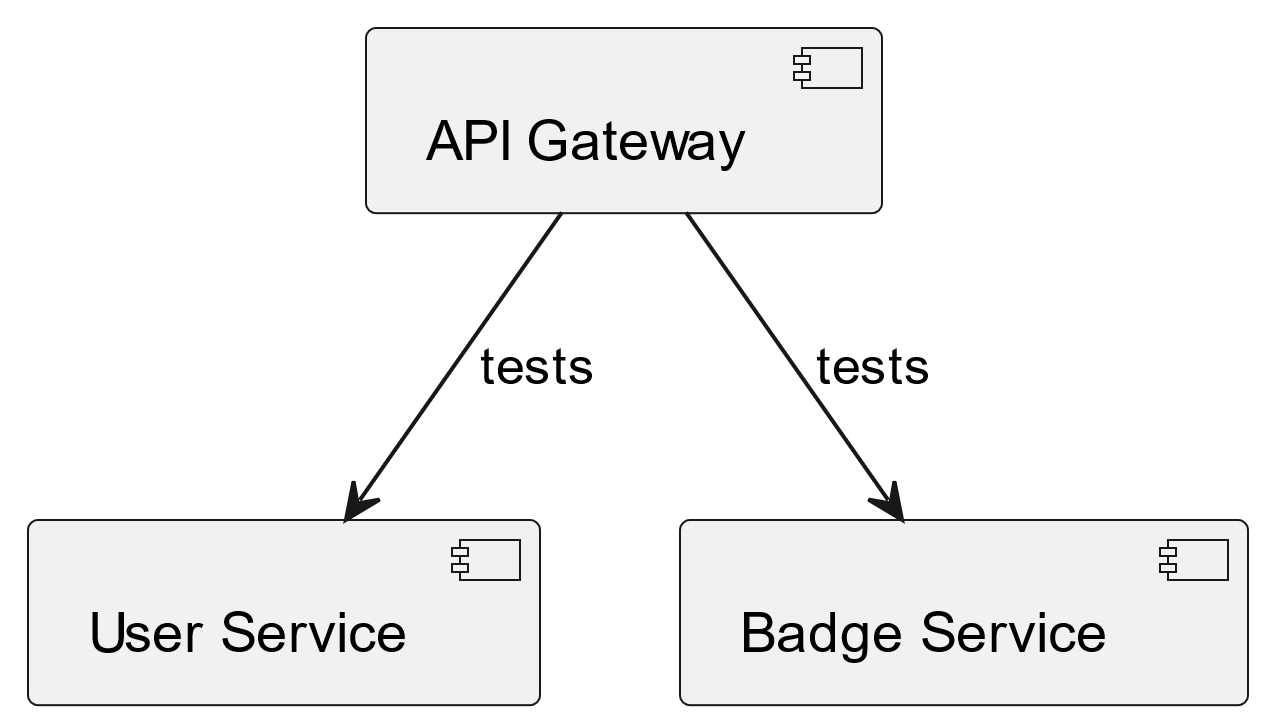 API Gateway
tests
tests
User Service
Badge Service